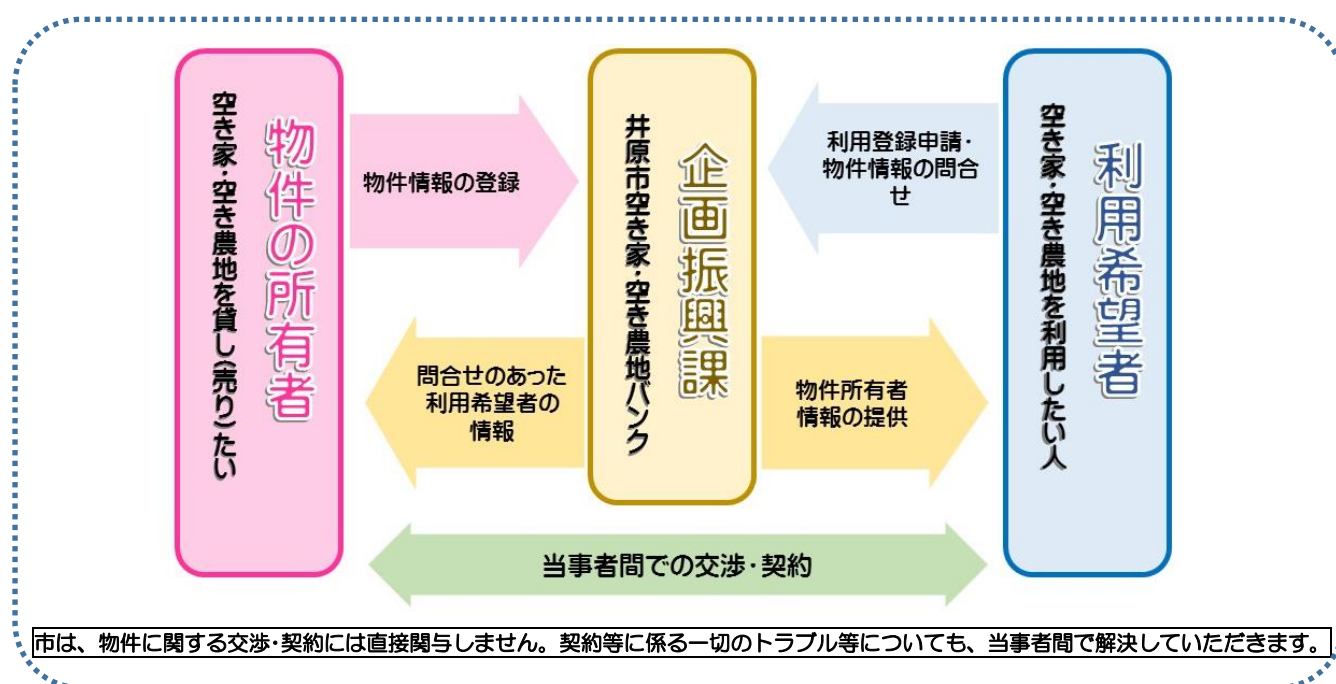 物件の所有者
空き家・空き農地を貸し(売り)たい
物件情報の登録
問合せのあった
利用希望者の
情報
企画振興課
井原市空き家・空き農地バンク
利用登録申請・
物件情報の問合
せ
物件所有者
情報の提供
利用希望者
空き家・空き農地を利用したい人
当事者間での交渉・契約
市は、物件に関する交渉・契約には直接関与しません。契約等に係る一切のトラブル等についても、当事者間で解決していただきます。